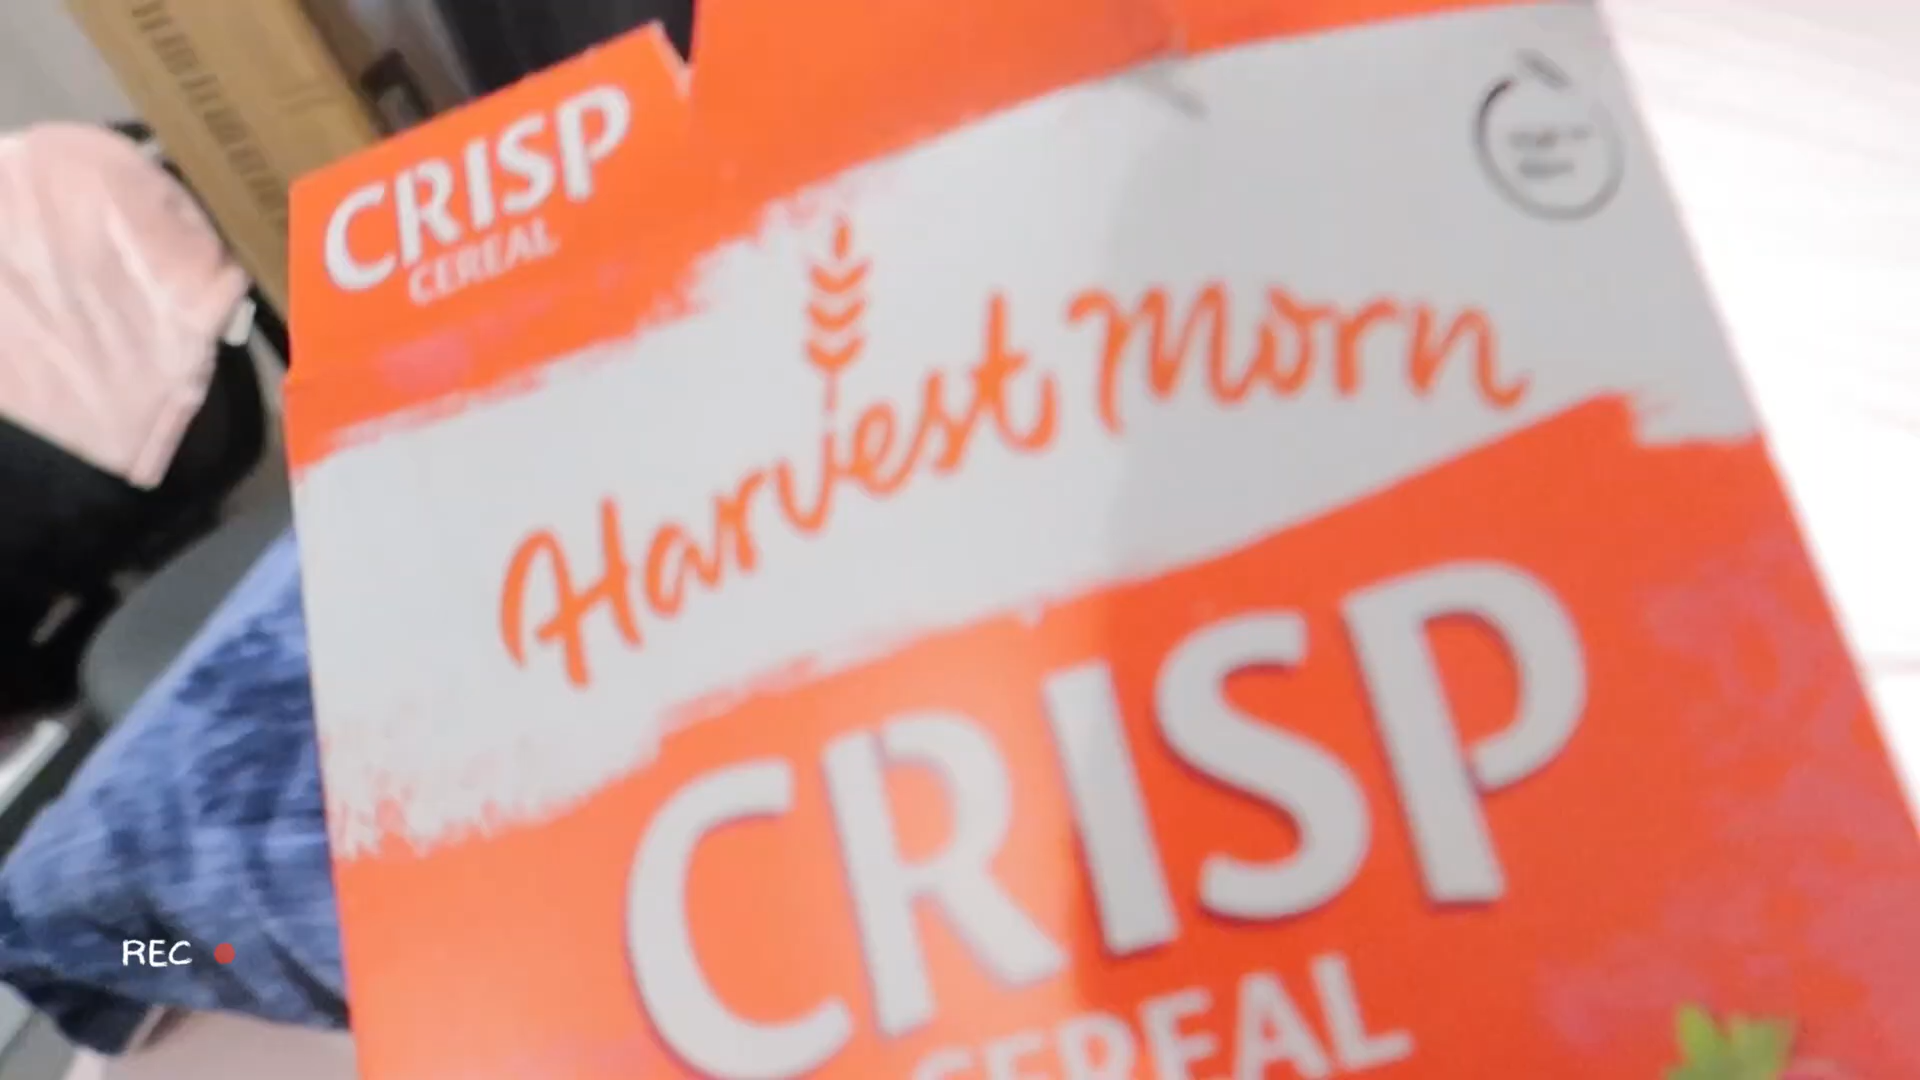 CRISP
CEREAL
Harvest Morn
CRISP
CEREAL
REC